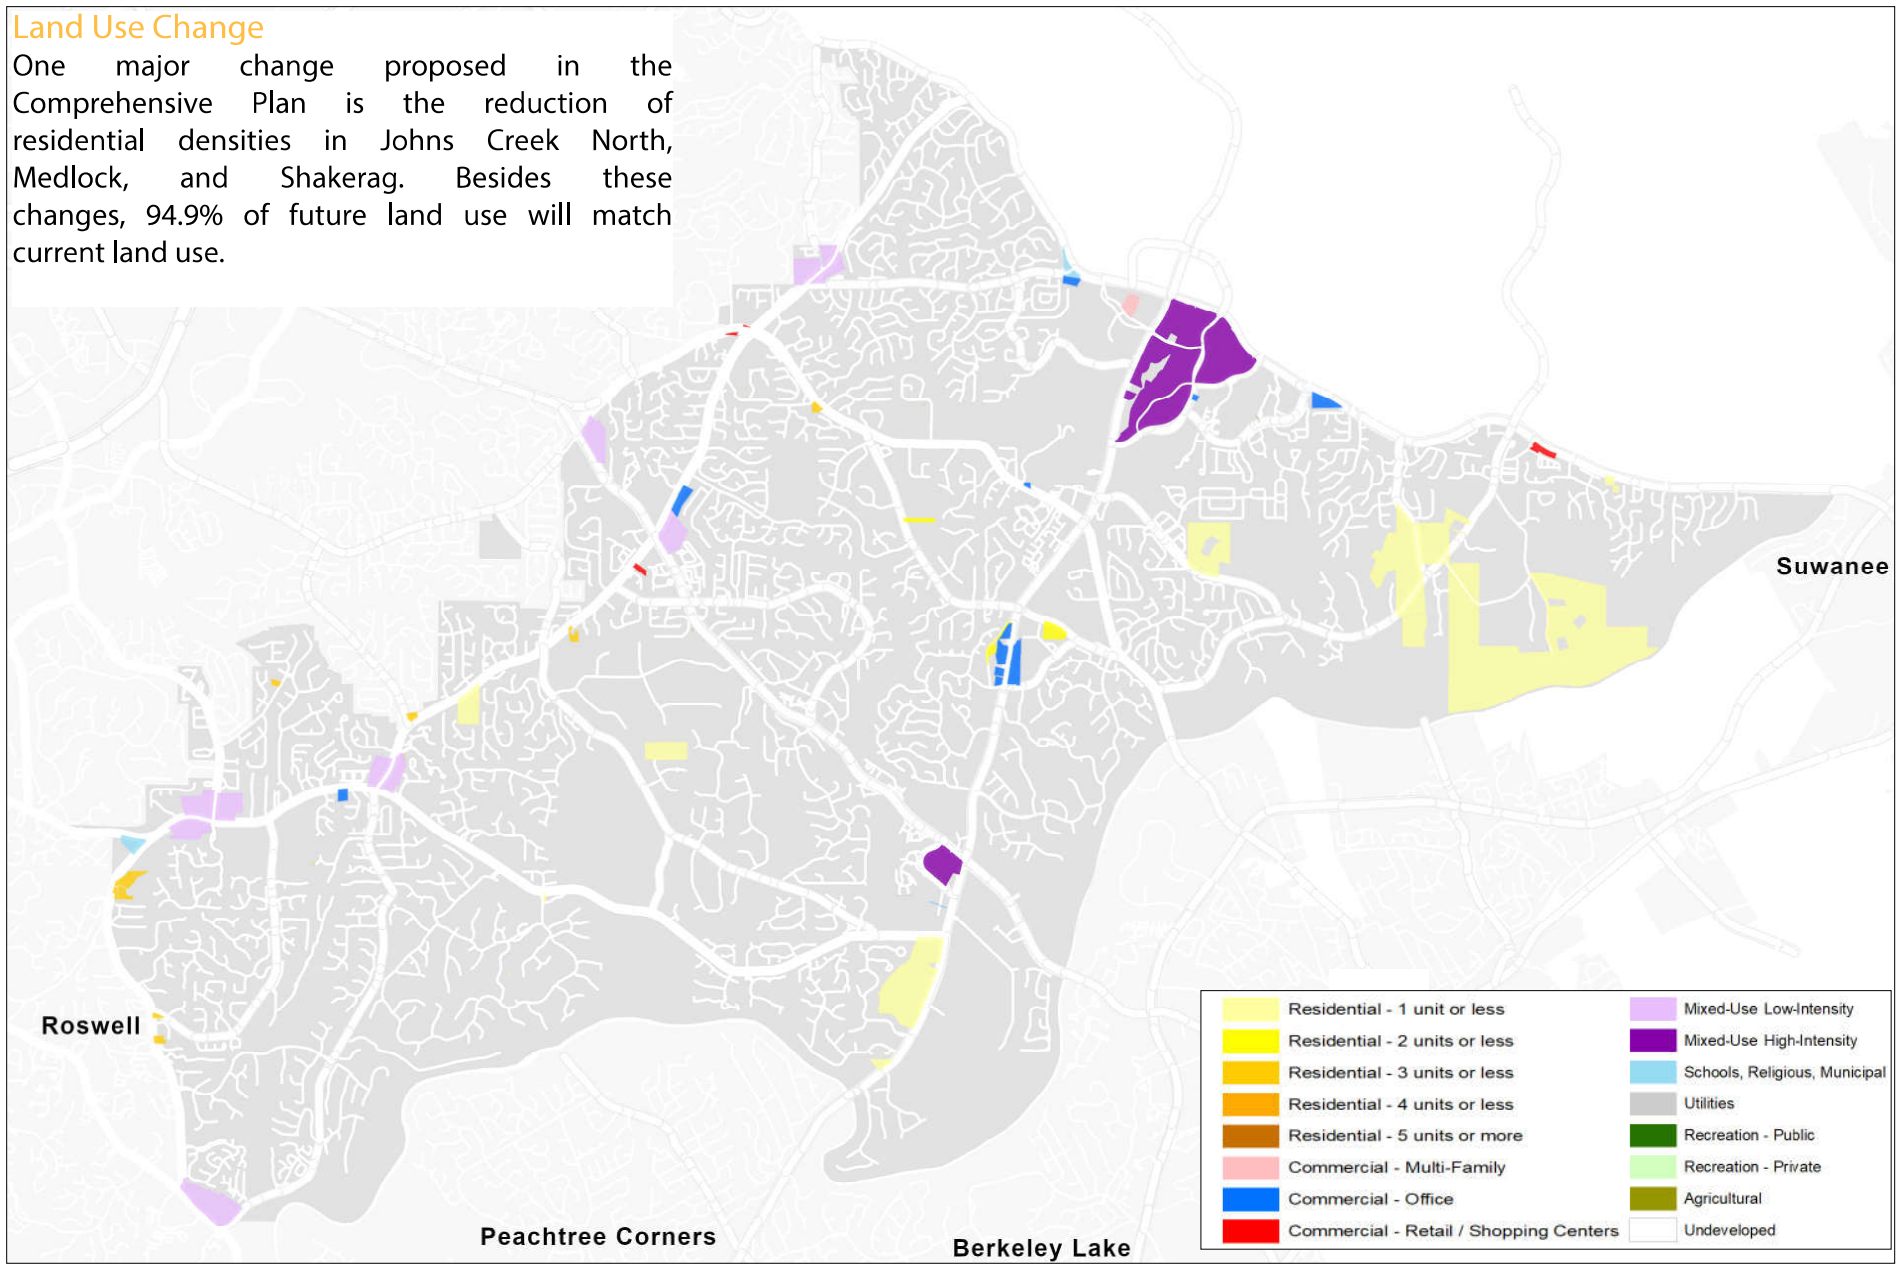 Land Use Change
One major change proposed in the
Comprehensive Plan is the reduction of
residential densities in Johns Creek North,
Medlock, and Shakerag. Besides these
changes, 94.9% of future land use will match
current land use.
Suwanee
Roswell
Peachtree Corners
Berkeley Lake
Residential - 1 unit or less
Residential - 2 units or less
Residential - 3 units or less
Residential - 4 units or less
Residential - 5 units or more
Commercial - Multi-Family
Commercial - Office
Commercial - Retail / Shopping Centers
Mixed-Use Low-Intensity
Mixed-Use High-Intensity
Schools, Religious, Municipal
Utilities
Recreation - Public
Recreation - Private
Agricultural
Undeveloped